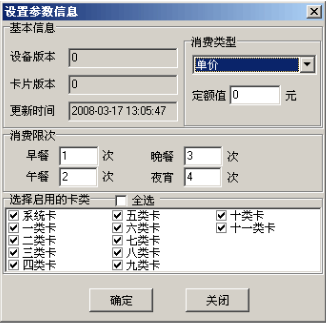 设置参数信息
基本信息
设备版本 0
卡片版本 0
更新时间 2008-03-17 13:05:47
消费类型
单价
定额值 0 元
消费限次
早餐 1 次 晚餐 3 次
午餐 2 次 夜宵 4 次
选择启用的卡类 全选
系统卡 五类卡 十类卡
一类卡 六类卡 十一类卡
二类卡 七类卡
三类卡 八类卡
四类卡 九类卡
确定 关闭